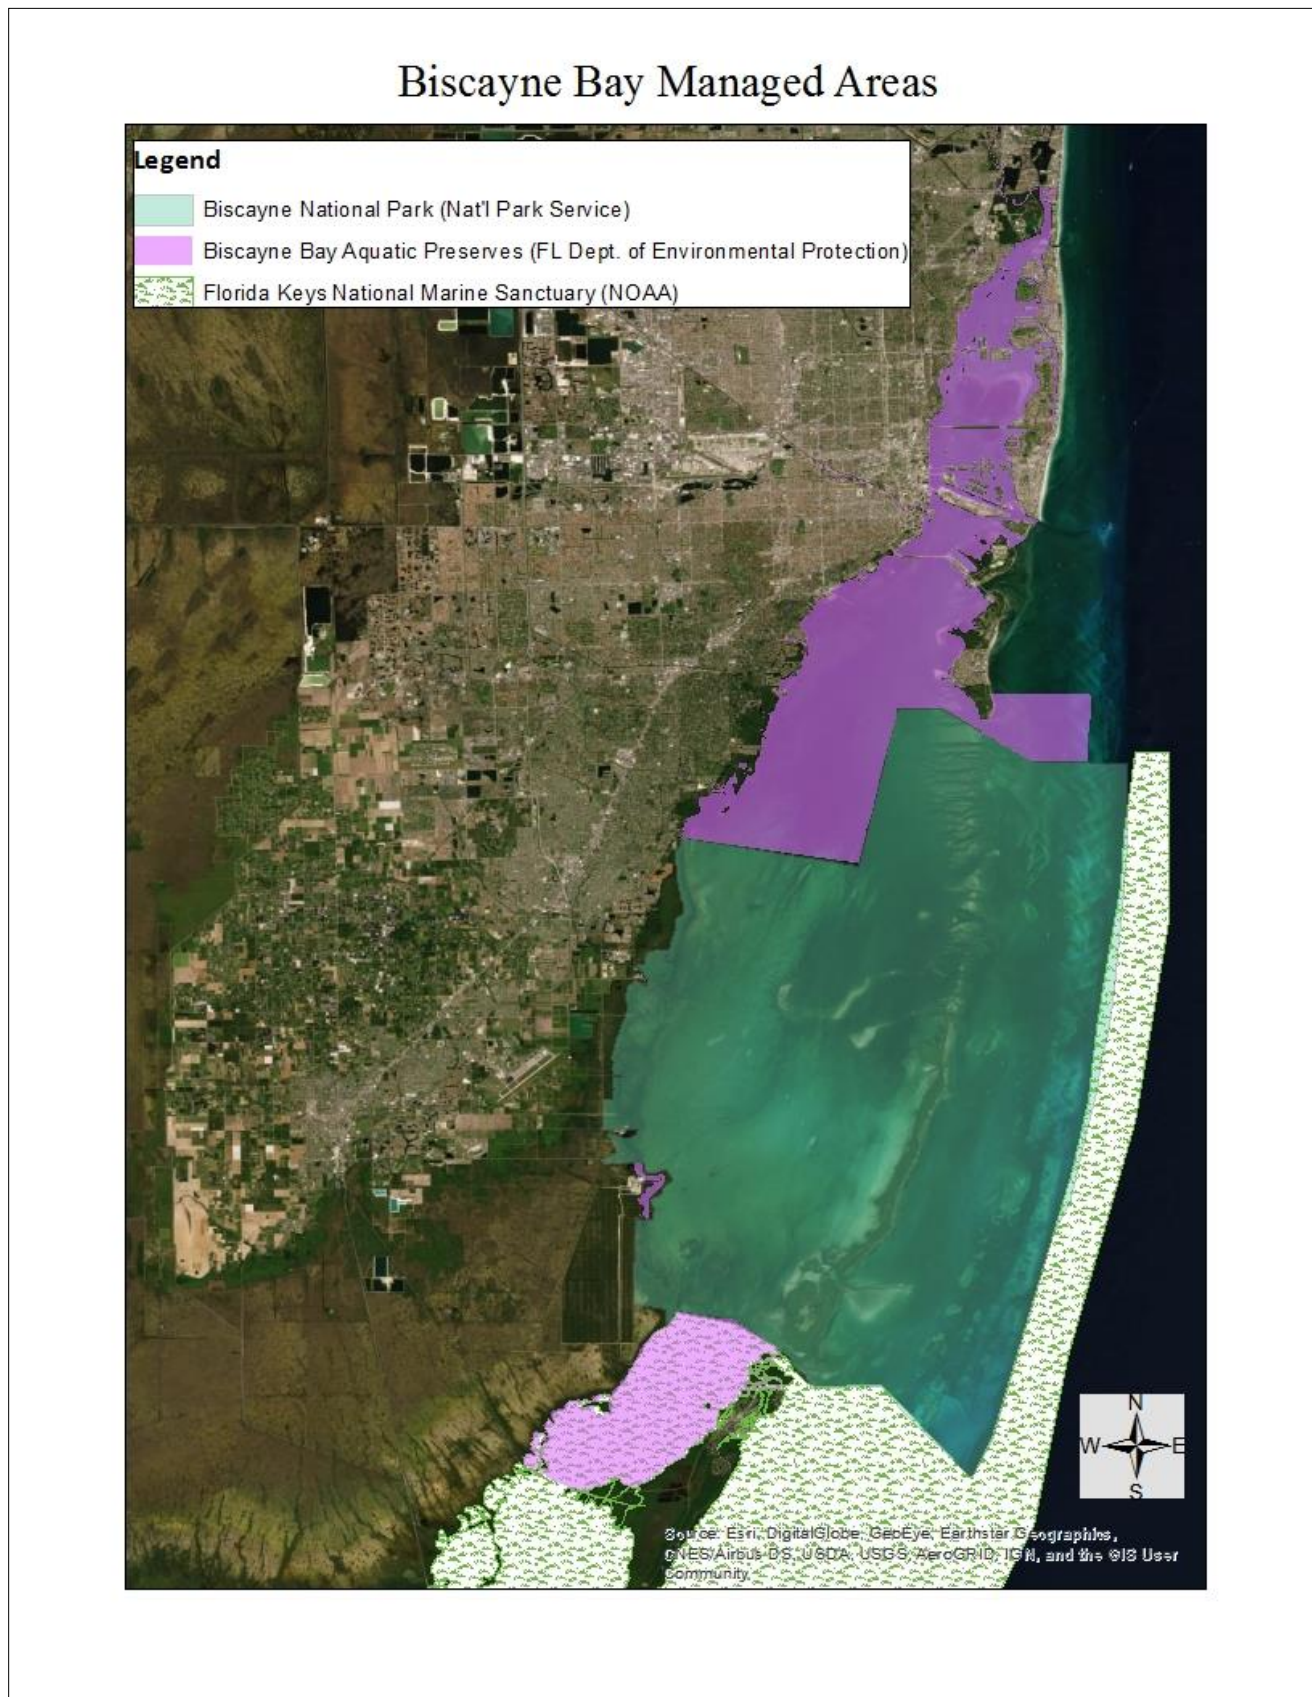 Biscayne Bay Managed Areas
Legend
Biscayne National Park (Nat'l Park Service)
Biscayne Bay Aquatic Preserves (FL Dept. of Environmental Protection)
Florida Keys National Marine Sanctuary (NOAA)
N
W E
S
Source: Esri, DigitalGlobe, GeoEye, Earthstar Geographics,
CNES/Airbus DS, USDA, USGS, AeroGRID, IGN, and the GIS User
Community